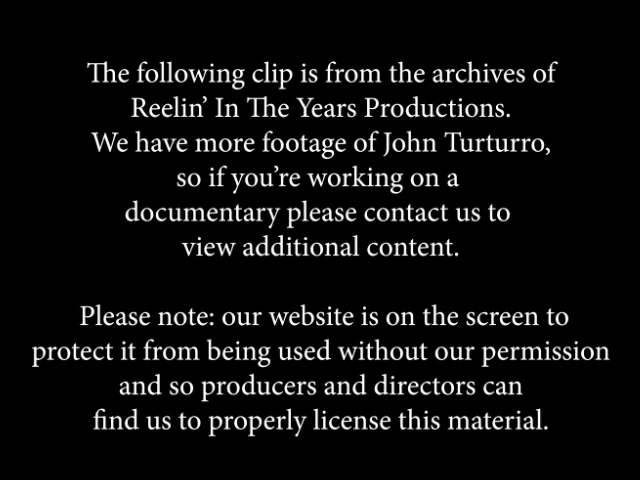 The following clip is from the archives of
Reelin’ In The Years Productions.
We have more footage of John Turturro,
so if you’re working on a
documentary please contact us to
view additional content.
Please note: our website is on the screen to
protect it from being used without our permission
and so producers and directors can
find us to properly license this material.